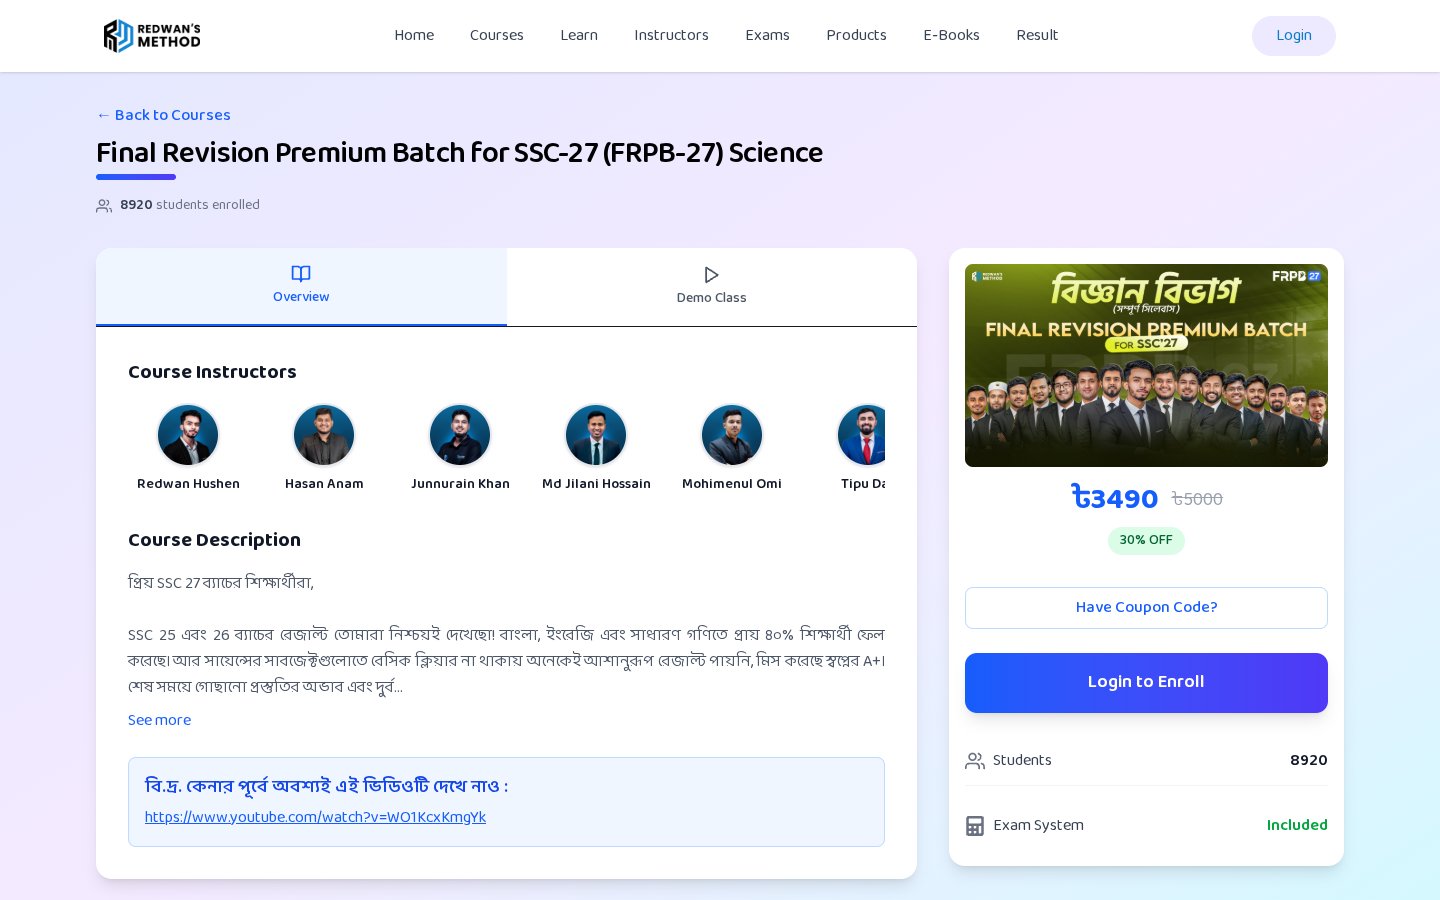 REDWAN'S
METHOD
Home
Courses
Learn
Instructors
Exams
Products
E-Books
Result
Login
← Back to Courses
Final Revision Premium Batch for SSC-27 (FRPB-27) Science
8920 students enrolled
Overview
Demo Class
Course Instructors
Redwan Hushen
Hasan Anam
Junnurain Khan
Md Jilani Hossain
Mohimenul Omi
Tipu Da
Course Description
প্রিয় SSC 27 ব্যাচের শিক্ষার্থীরা,
SSC 25 এবং 26 ব্যাচের রেজাল্ট তোমারা নিশ্চয়ই দেখেছো! বাংলা, ইংরেজি এবং সাধারণ গণিতে প্রায় ৪০% শিক্ষার্থী ফেল
করেছে। আর সায়েন্সের সাবজেক্টগুলোতে বেসিক ক্লিয়ার না থাকায় অনেকেই আশানুরূপ রেজাল্ট পায়নি, মিস করেছে স্বপ্নের A+।
শেষ সময়ে গোছানো প্রস্তুতির অভাব এবং দুর্ব...
See more
বি.দ্র. কেনার পূর্বে অবশ্যই এই ভিডিওটি দেখে নাও :
https://www.youtube.com/watch?v=WO1KcxKmgYk
REDWAN'S
METHOD
FRPB 27
বিজ্ঞান বিভাগ
(সম্পূর্ণ সিলেবাস)
FINAL REVISION PREMIUM BATCH
FOR SSC'27
৳3490 ৳5000
30% OFF
Have Coupon Code?
Login to Enroll
Students 8920
Exam System Included